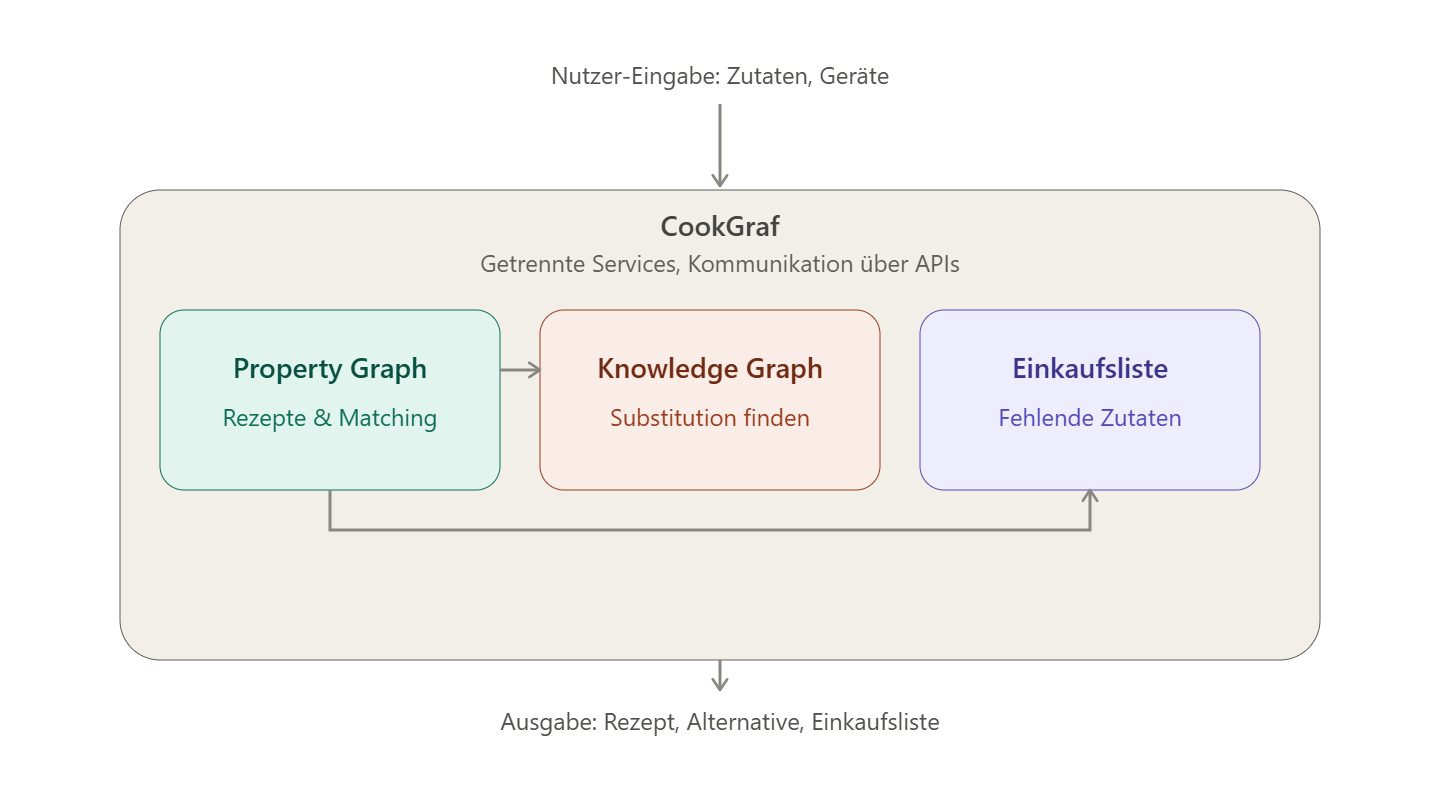 Nutzer-Eingabe: Zutaten, Geräte
CookGraf
Getrennte Services, Kommunikation über APIs
Property Graph
Rezepte & Matching
Knowledge Graph
Substitution finden
Einkaufsliste
Fehlende Zutaten
Ausgabe: Rezept, Alternative, Einkaufsliste